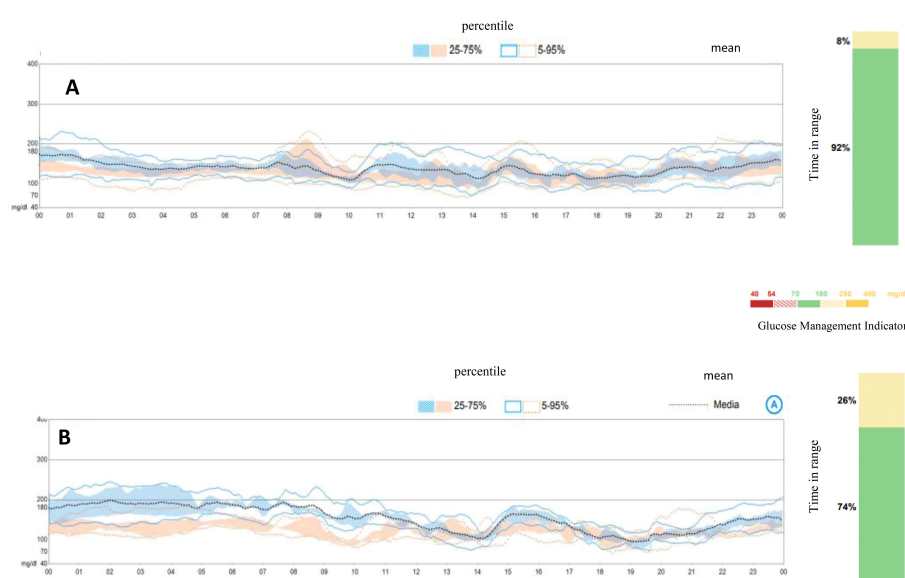 percentile
25-75% 5-95% mean
A
400
300
200
180
100
70
mg/dl 40
00 01 02 03 04 05 06 07 08 09 10 11 12 13 14 15 16 17 18 19 20 21 22 23 00
8%
92%
Time in range
40 54 70 180 250 400 mg/d
Glucose Management Indicator
percentile
mean
25-75% 5-95% Media A
B
400
300
200
180
100
70
mg/dl 40
00 01 02 03 04 05 06 07 08 09 10 11 12 13 14 15 16 17 18 19 20 21 22 23 00
26%
74%
Time in range